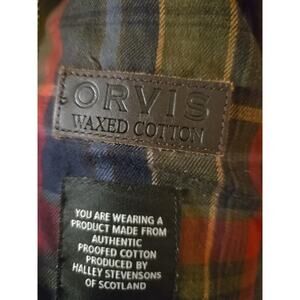 ORVIS
WAXED COTTON
YOU ARE WEARING A
PRODUCT MADE FROM
AUTHENTIC
PROOFED COTTON
PRODUCED BY
HALLEY STEVENSONS
OF SCOTLAND